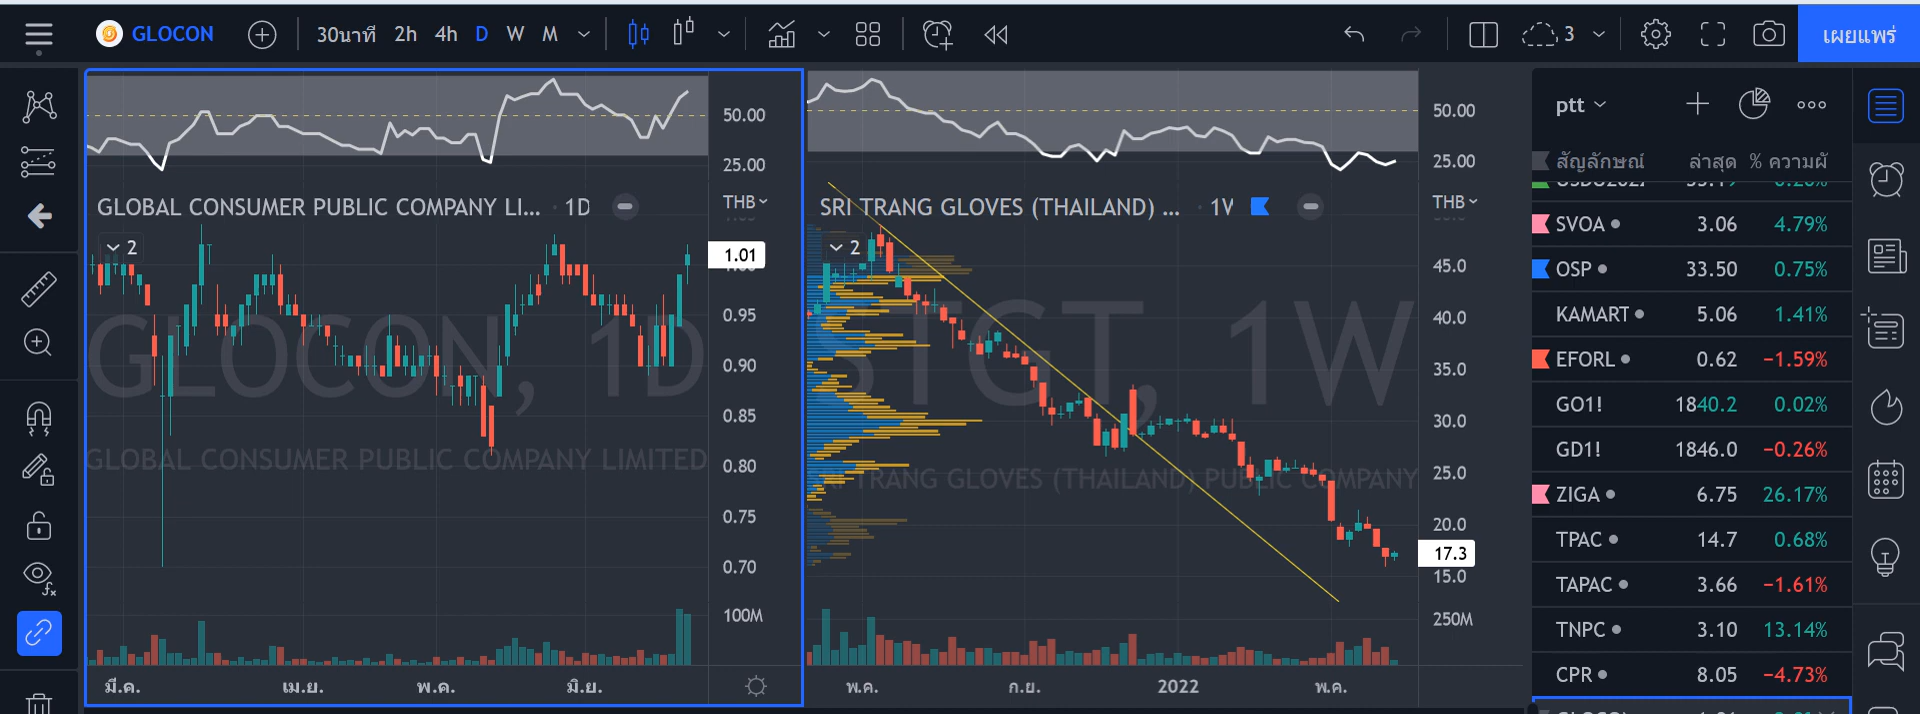 GLOCON 30นาที 2h 4h D W M 3 เผยแพร่
50.00
25.00
THB
GLOBAL CONSUMER PUBLIC COMPANY LI... · 1D
2
1.01
0.95
0.90
0.85
0.80
0.75
0.70
100M
GLOCON, 1D
GLOBAL CONSUMER PUBLIC COMPANY LIMITED
มี.ค. เม.ย. พ.ค. มิ.ย.
50.00
25.00
THB
SRI TRANG GLOVES (THAILAND) ... · 1W
2
45.0
40.0
35.0
30.0
25.0
20.0
17.3
15.0
250M
STGT, 1W
SRI TRANG GLOVES (THAILAND) PUBLIC COMPANY
พ.ค. ก.ย. 2022 พ.ค.
ptt
สัญลักษณ์ ล่าสุด % ความผั
SVOA 3.06 4.79%
OSP 33.50 0.75%
KAMART 5.06 1.41%
EFORL 0.62 −1.59%
GO1! 1840.2 0.02%
GD1! 1846.0 −0.26%
ZIGA 6.75 26.17%
TPAC 14.7 0.68%
TAPAC 3.66 −1.61%
TNPC 3.10 13.14%
CPR 8.05 −4.73%